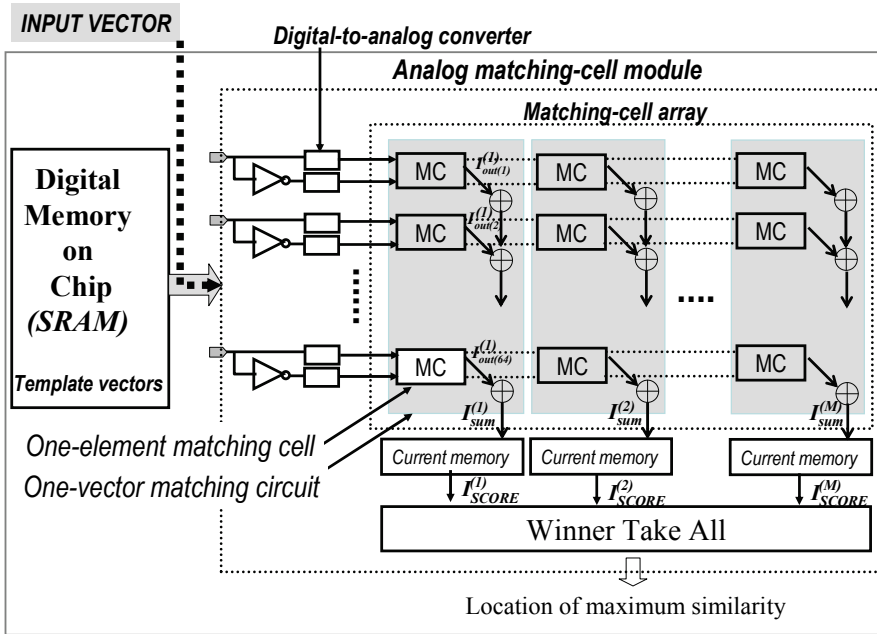 INPUT VECTOR
Digital-to-analog converter
Analog matching-cell module
Matching-cell array
Digital
Memory
on
Chip
(SRAM)
Template vectors
MC I^{(1)}_{out(1)} MC MC
MC I^{(1)}_{out(2)} MC MC
....
MC I^{(1)}_{out(64)} MC MC
I^{(1)}_{sum} I^{(2)}_{sum} I^{(M)}_{sum}
One-element matching cell
One-vector matching circuit
Current memory Current memory Current memory
I^{(1)}_{SCORE} I^{(2)}_{SCORE} I^{(M)}_{SCORE}
Winner Take All
Location of maximum similarity